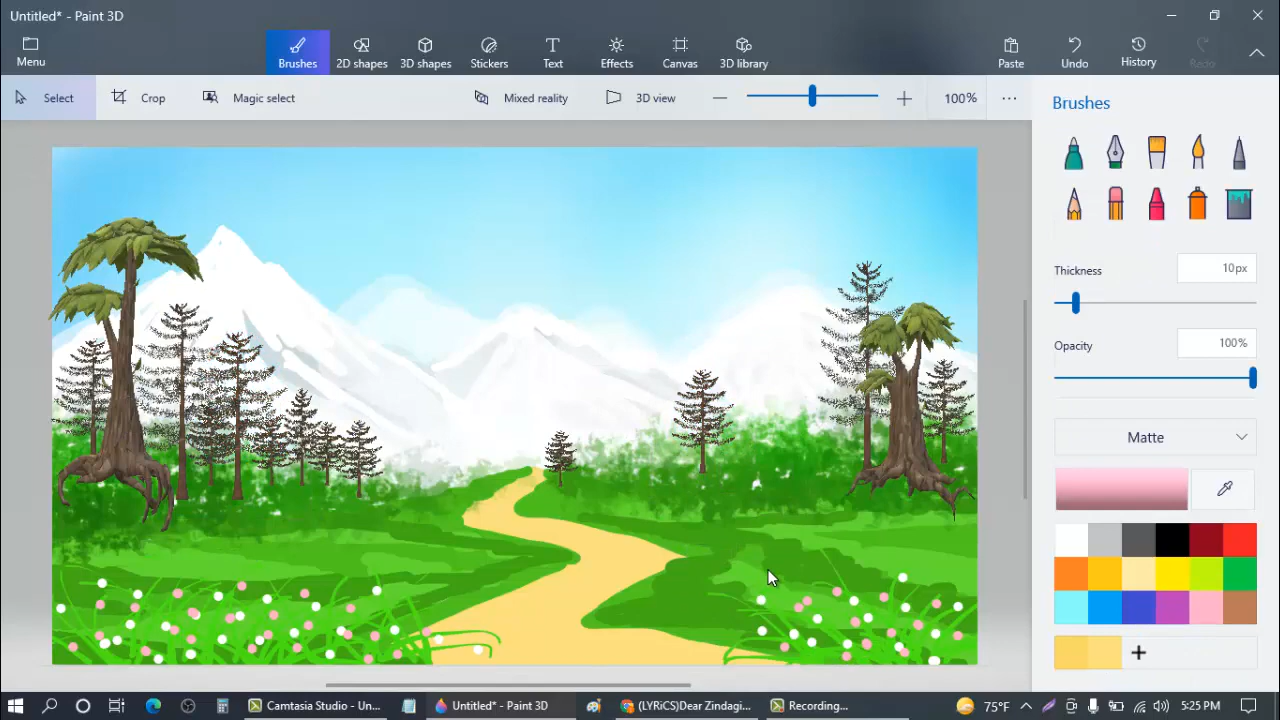 Untitled* - Paint 3D
Menu
Brushes
2D shapes
3D shapes
Stickers
Text
Effects
Canvas
3D library
Paste
Undo
History
Redo
Select
Crop
Magic select
Mixed reality
3D view
100%
Brushes
Thickness
10px
Opacity
100%
Matte
Camtasia Studio - Un...
Untitled* - Paint 3D
(LYRiCS)Dear Zindagi...
Recording...
75°F
5:25 PM